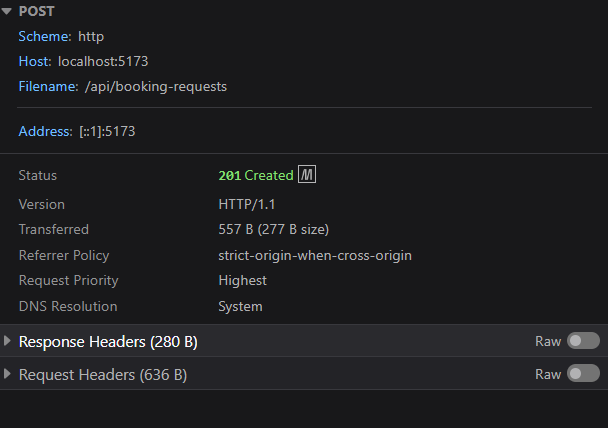 POST
Scheme: http
Host: localhost:5173
Filename: /api/booking-requests
Address: [::1]:5173
Status 201 Created M
Version HTTP/1.1
Transferred 557 B (277 B size)
Referrer Policy strict-origin-when-cross-origin
Request Priority Highest
DNS Resolution System
Response Headers (280 B) Raw
Request Headers (636 B) Raw